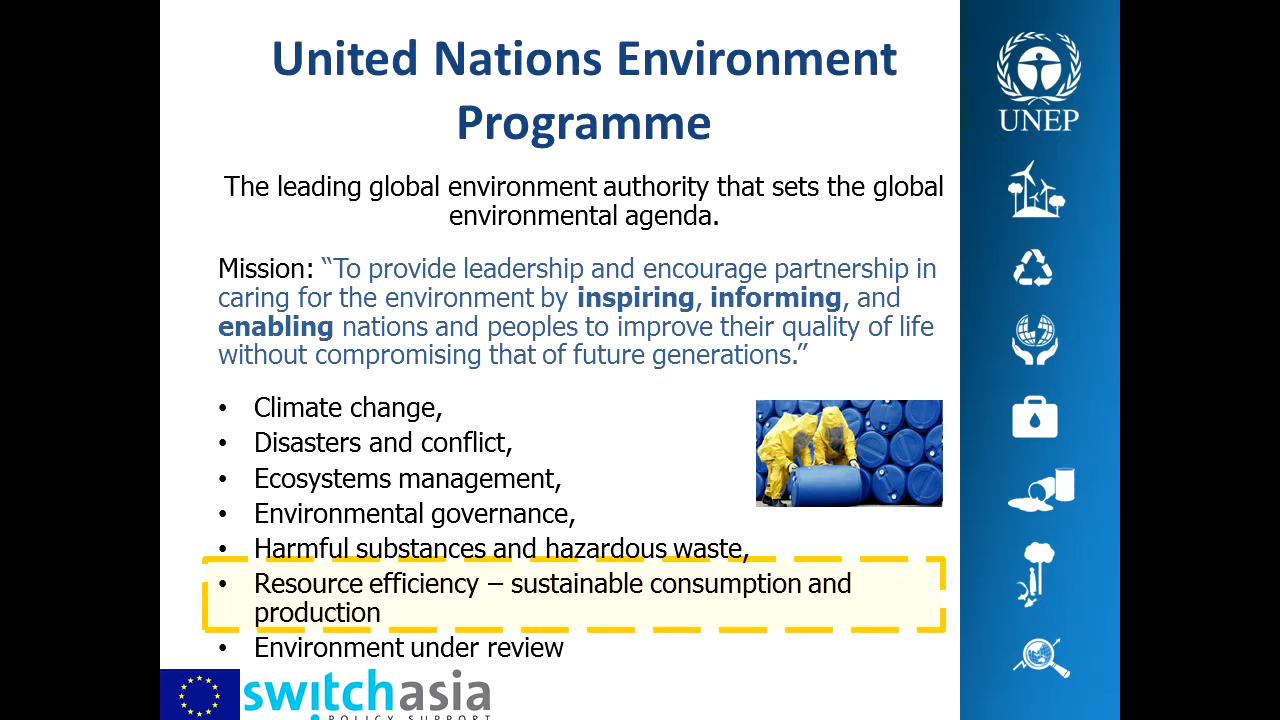 United Nations Environment
Programme
The leading global environment authority that sets the global
environmental agenda.
Mission: “To provide leadership and encourage partnership in
caring for the environment by inspiring, informing, and
enabling nations and peoples to improve their quality of life
without compromising that of future generations.”
• Climate change,
• Disasters and conflict,
• Ecosystems management,
• Environmental governance,
• Harmful substances and hazardous waste,
• Resource efficiency – sustainable consumption and
production
• Environment under review
switchasia
POLICY SUPPORT
UNEP